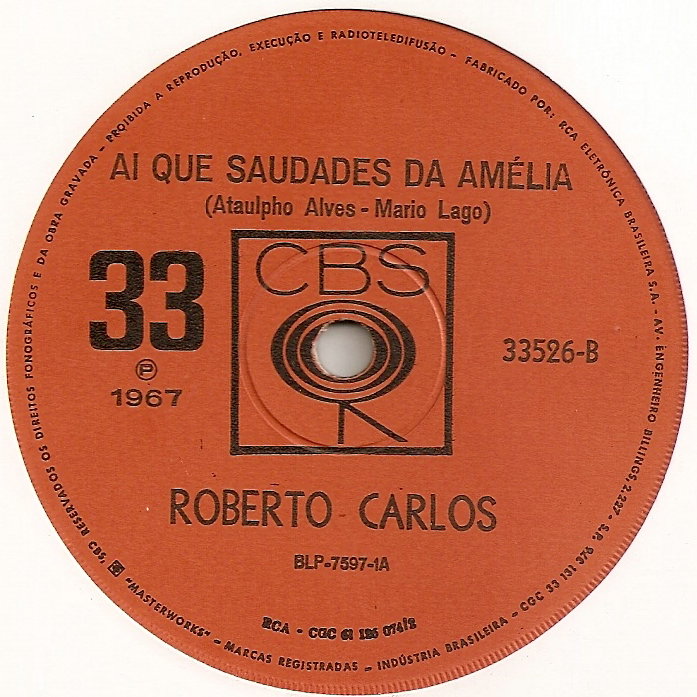 RESERVADOS OS DIREITOS FONOGRÁFICOS E DA OBRA GRAVADA - PROIBIDA A REPRODUÇÃO, EXECUÇÃO E RADIOTELEDIFUSÃO - FABRICADO POR: RCA ELETRÔNICA BRASILEIRA S.A. - AV. ENGENHEIRO BILLINGS, 2.227 - S.P.
AI QUE SAUDADES DA AMÉLIA
(Ataulpho Alves - Mario Lago)
CBS
33
33526-B
P
1967
ROBERTO CARLOS
BLP-7597-1A
RCA - CGC 61 126 074/2
CBS, "MASTERWORKS" - MARCAS REGISTRADAS - INDÚSTRIA BRASILEIRA - CGC 33 131 376